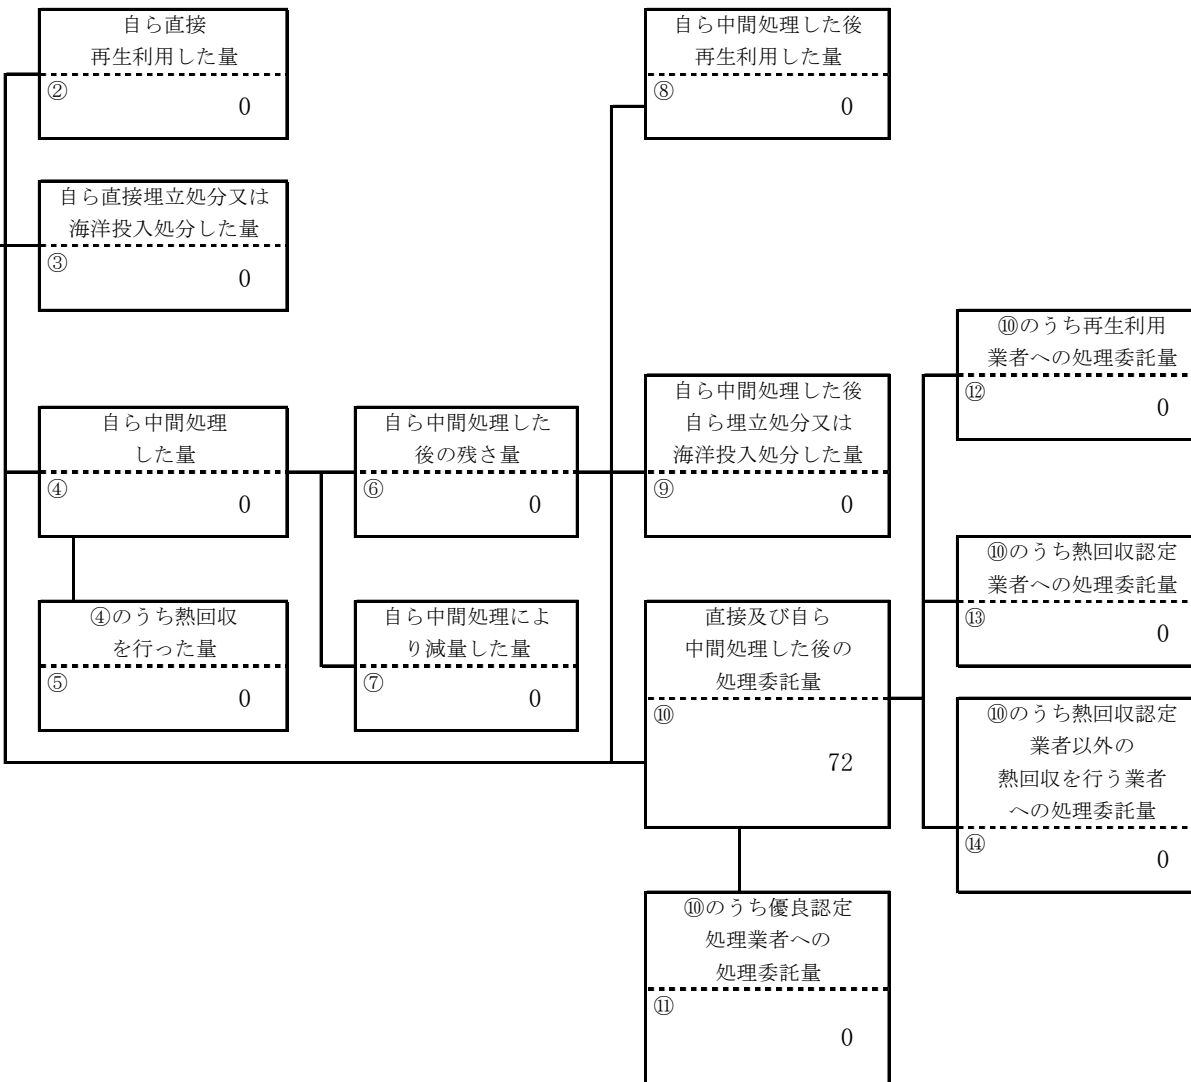 自ら直接
再生利用した量
②
0
自ら中間処理した後
再生利用した量
⑧
0
自ら直接埋立処分又は
海洋投入処分した量
③
0
⑩のうち再生利用
業者への処理委託量
⑫
0
自ら中間処理
した量
④
0
自ら中間処理した
後の残さ量
⑥
0
自ら中間処理した後
自ら埋立処分又は
海洋投入処分した量
⑨
0
⑩のうち熱回収認定
業者への処理委託量
⑬
0
④のうち熱回収
を行った量
⑤
0
自ら中間処理によ
り減量した量
⑦
0
直接及び自ら
中間処理した後の
処理委託量
⑩
72
⑩のうち熱回収認定
業者以外の
熱回収を行う業者
への処理委託量
⑭
0
⑩のうち優良認定
処理業者への
処理委託量
⑪
0